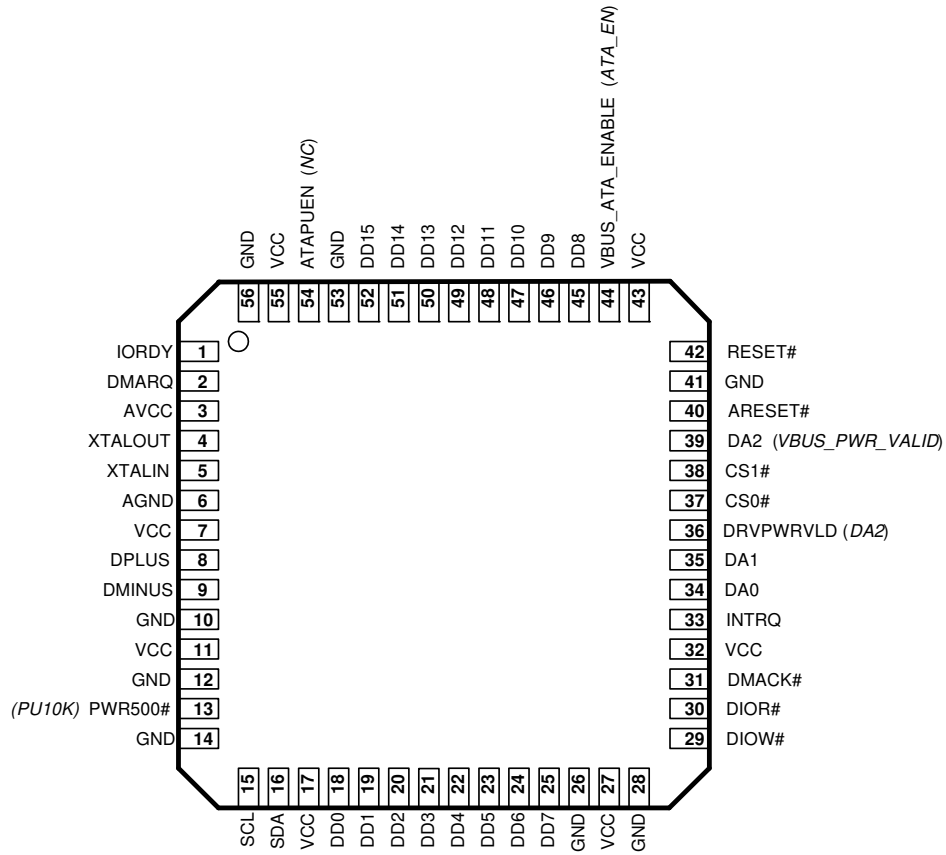 GND
VCC
ATAPUEN (NC)
GND
DD15
DD14
DD13
DD12
DD11
DD10
DD9
DD8
VBUS_ATA_ENABLE (ATA_EN)
VCC
56
55
54
53
52
51
50
49
48
47
46
45
44
43
IORDY 1
DMARQ 2
AVCC 3
XTALOUT 4
XTALIN 5
AGND 6
VCC 7
DPLUS 8
DMINUS 9
GND 10
VCC 11
GND 12
(PU10K) PWR500# 13
GND 14
42 RESET#
41 GND
40 ARESET#
39 DA2 (VBUS_PWR_VALID)
38 CS1#
37 CS0#
36 DRVPWRVLD (DA2)
35 DA1
34 DA0
33 INTRQ
32 VCC
31 DMACK#
30 DIOR#
29 DIOW#
15
16
17
18
19
20
21
22
23
24
25
26
27
28
SCL
SDA
VCC
DD0
DD1
DD2
DD3
DD4
DD5
DD6
DD7
GND
VCC
GND